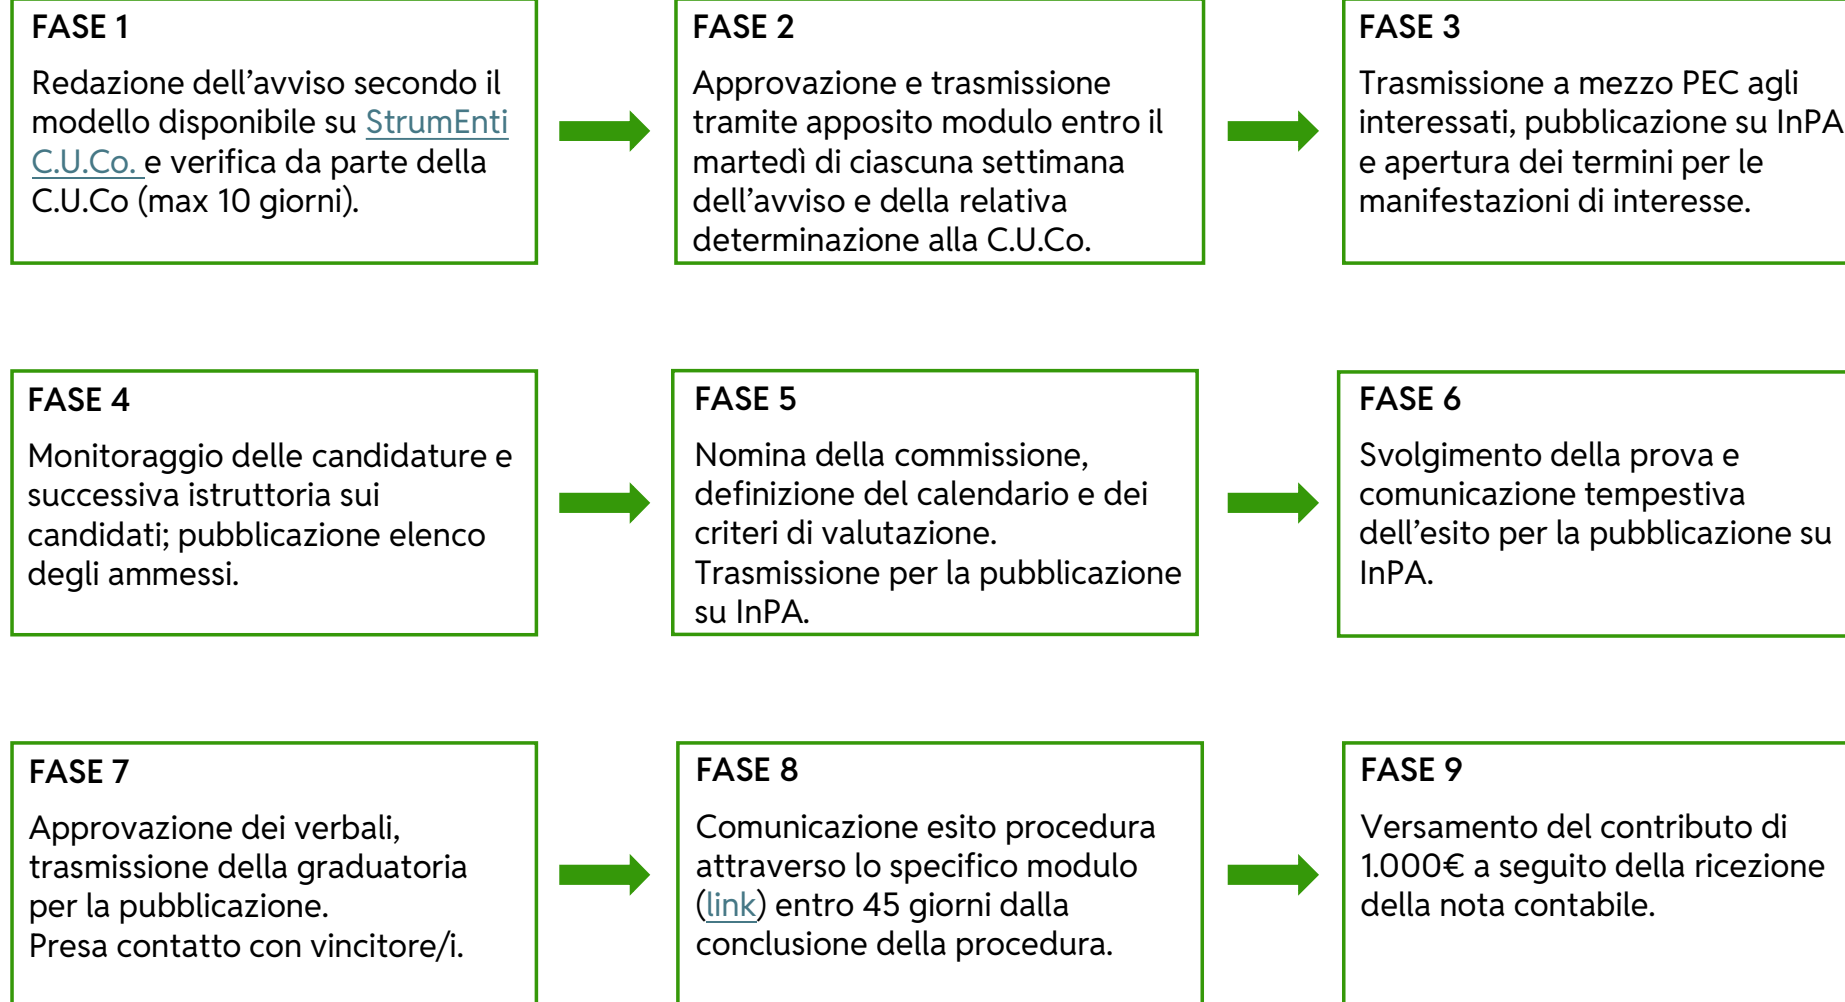 FASE 1
Redazione dell’avviso secondo il
modello disponibile su StrumEnti
C.U.Co. e verifica da parte della
C.U.Co (max 10 giorni).
FASE 2
Approvazione e trasmissione
tramite apposito modulo entro il
martedì di ciascuna settimana
dell’avviso e della relativa
determinazione alla C.U.Co.
FASE 3
Trasmissione a mezzo PEC agli
interessati, pubblicazione su InPA
e apertura dei termini per le
manifestazioni di interesse.
FASE 4
Monitoraggio delle candidature e
successiva istruttoria sui
candidati; pubblicazione elenco
degli ammessi.
FASE 5
Nomina della commissione,
definizione del calendario e dei
criteri di valutazione.
Trasmissione per la pubblicazione
su InPA.
FASE 6
Svolgimento della prova e
comunicazione tempestiva
dell’esito per la pubblicazione su
InPA.
FASE 7
Approvazione dei verbali,
trasmissione della graduatoria
per la pubblicazione.
Presa contatto con vincitore/i.
FASE 8
Comunicazione esito procedura
attraverso lo specifico modulo
(link) entro 45 giorni dalla
conclusione della procedura.
FASE 9
Versamento del contributo di
1.000€ a seguito della ricezione
della nota contabile.